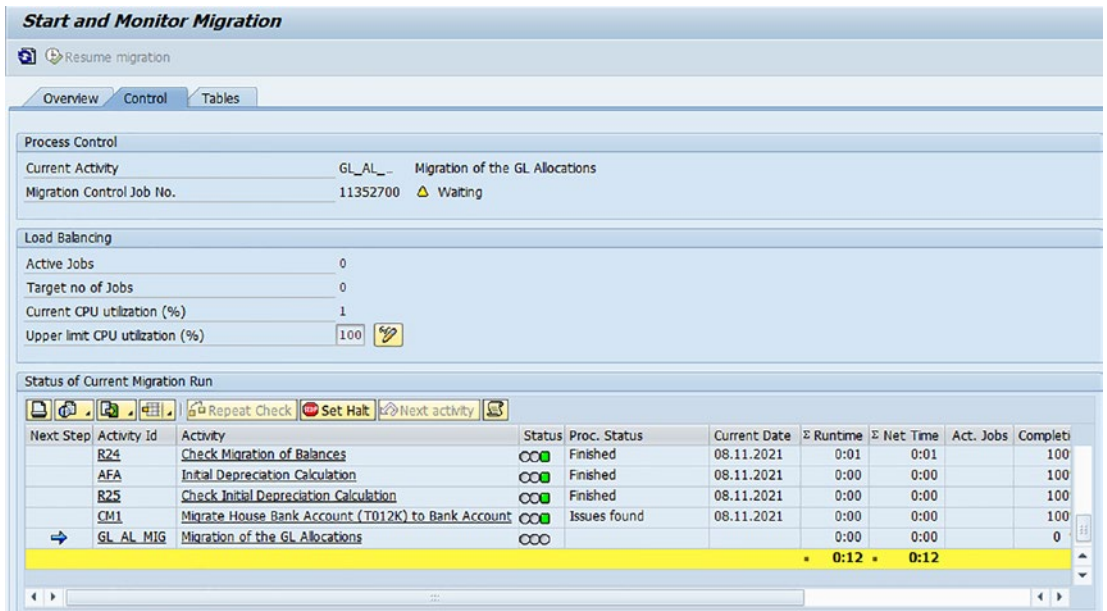 Start and Monitor Migration
Resume migration
Overview Control Tables
Process Control
Current Activity GL_AL_... Migration of the GL Allocations
Migration Control Job No. 11352700 Waiting
Load Balancing
Active Jobs 0
Target no of Jobs 0
Current CPU utilization (%) 1
Upper limit CPU utilization (%) 100
Status of Current Migration Run
Repeat Check STOP Set Halt Next activity
Next Step Activity Id Activity Status Proc. Status Current Date Σ Runtime Σ Net Time Act. Jobs Completi
R24 Check Migration of Balances Finished 08.11.2021 0:01 0:01 100
AFA Initial Depreciation Calculation Finished 08.11.2021 0:00 0:00 100
R25 Check Initial Depreciation Calculation Finished 08.11.2021 0:00 0:00 100
CM1 Migrate House Bank Account (T012K) to Bank Account Issues found 08.11.2021 0:00 0:00 100
GL_AL_MIG Migration of the GL Allocations 0:00 0:00 0
0:12 0:12